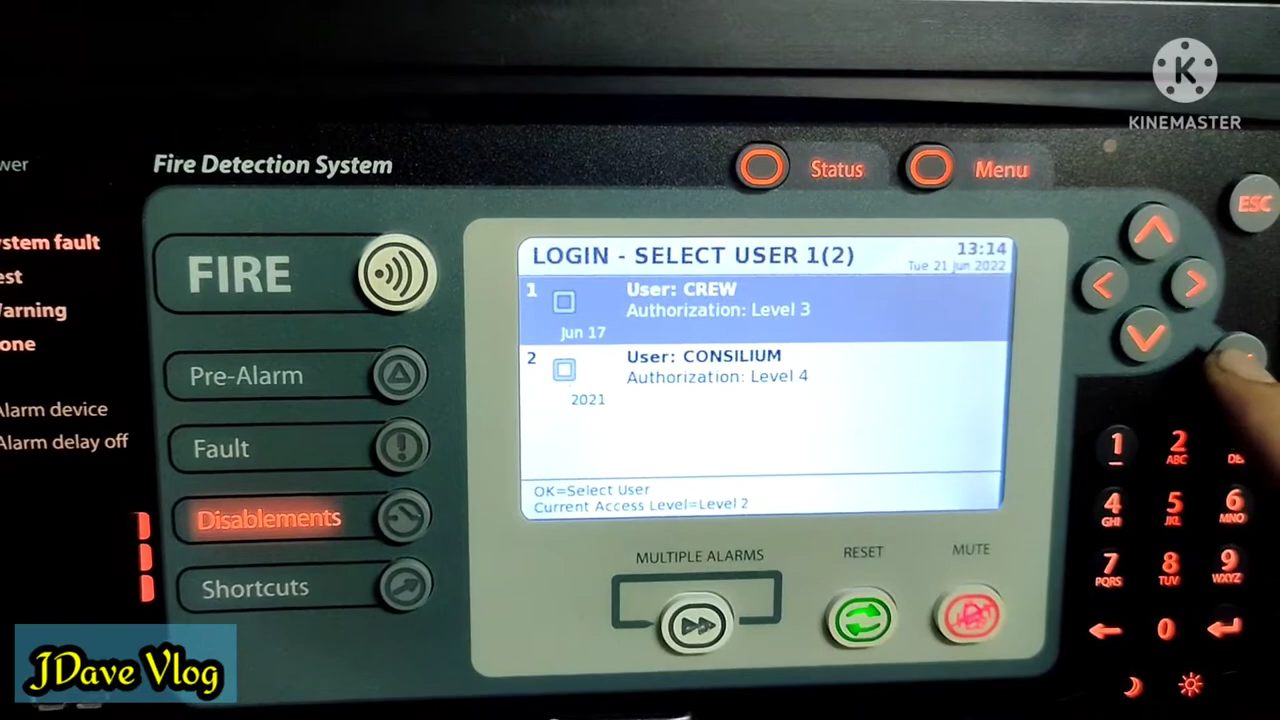 K
KINEMASTER
wer
Fire Detection System
Status
Menu
ESC
ystem fault
est
Varning
one
Alarm device
Alarm delay off
FIRE
Pre-Alarm
Fault
Disablements
Shortcuts
LOGIN - SELECT USER 1(2)
13:14
Tue 21 Jun 2022
1
User: CREW
Authorization: Level 3
Jun 17
2
User: CONSILIUM
Authorization: Level 4
2021
OK=Select User
Current Access Level=Level 2
MULTIPLE ALARMS
RESET
MUTE
1
2
ABC
DE
4
GHI
5
JKL
6
MNO
7
PQRS
8
TUV
9
WXYZ
0
JDave Vlog